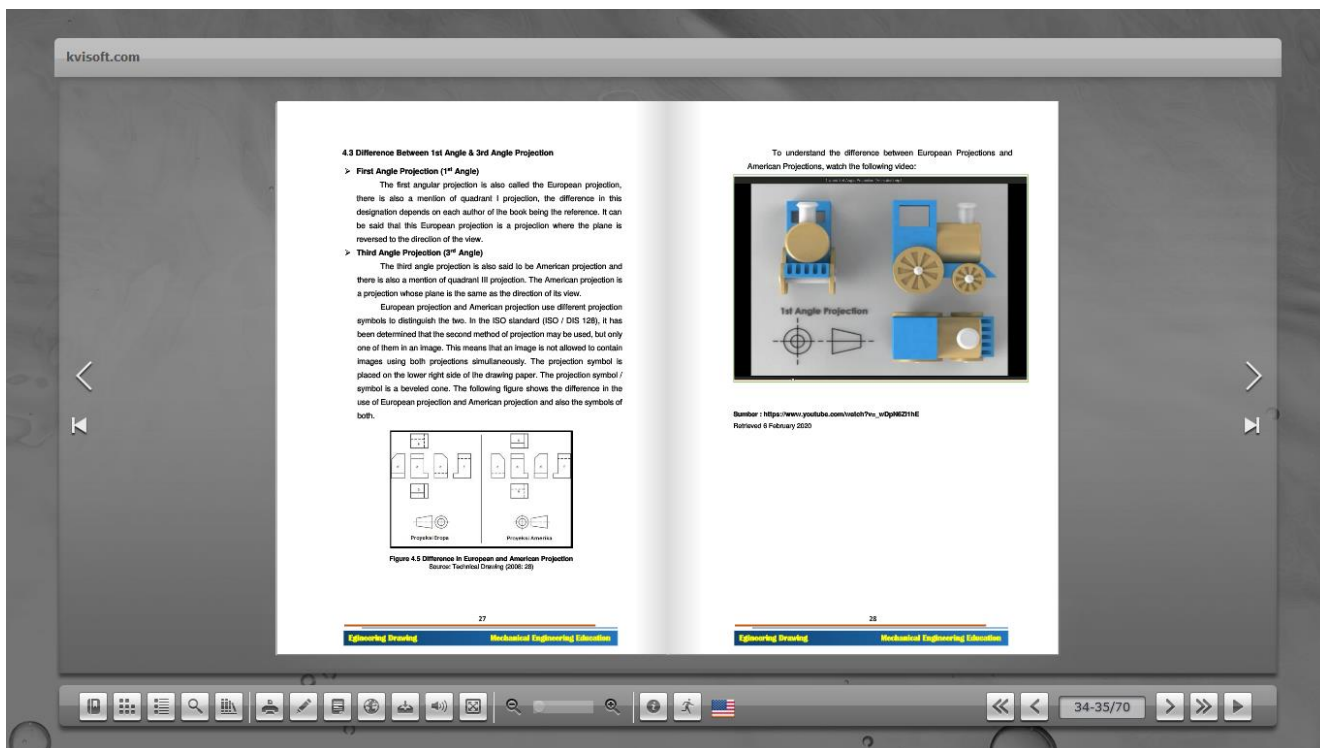 kvisoft.com
4.3 Difference Between 1st Angle & 3rd Angle Projection
➢ First Angle Projection (1st Angle)
The first angular projection is also called the European projection,
there is also a mention of quadrant I projection, the difference in this
designation depends on each author of the book being the reference. It can
be said that this European projection is a projection where the plane is
reversed to the direction of the view.
➢ Third Angle Projection (3rd Angle)
The third angle projection is also said to be American projection and
there is also a mention of quadrant III projection. The American projection is
a projection whose plane is the same as the direction of its view.
European projection and American projection use different projection
symbols to distinguish the two. In the ISO standard (ISO / DIS 128), it has
been determined that the second method of projection may be used, but only
one of them in an image. This means that an image is not allowed to contain
images using both projections simultaneously. The projection symbol is
placed on the lower right side of the drawing paper. The projection symbol /
symbol is a beveled cone. The following figure shows the difference in the
use of European projection and American projection and also the symbols of
both.
Proyeksi Eropa
Proyeksi Amerika
Figure 4.5 Difference in European and American Projection
Source: Technical Drawing (2008: 28)
27
Egineering Drawing
Mechanical Engineering Education
To understand the difference between European Projections and
American Projections, watch the following video:
1st Angle Projection
Sumber : https://www.youtube.com/watch?v=
Retrieved 6 February 2020
28
Egineering Drawing
Mechanical Engineering Education
34-35/70